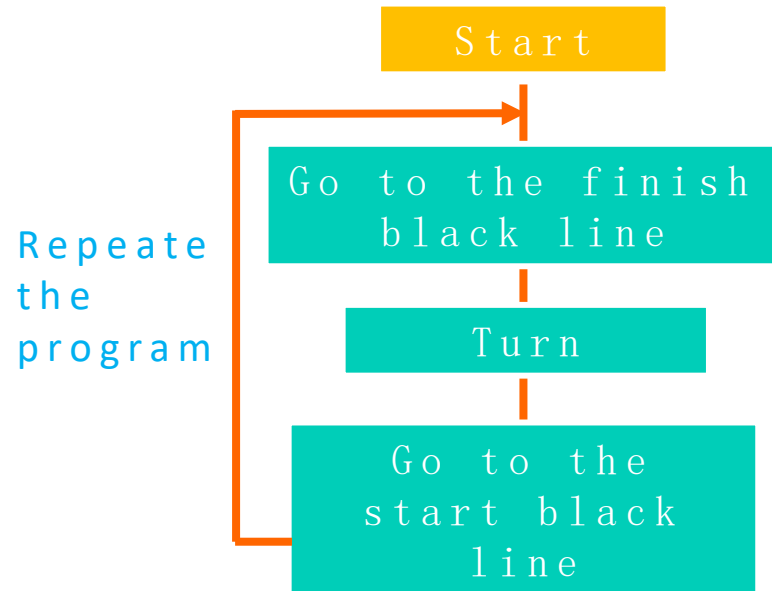 Start
Go to the finish
black line
Repeate
the
program
Turn
Go to the
start black
line